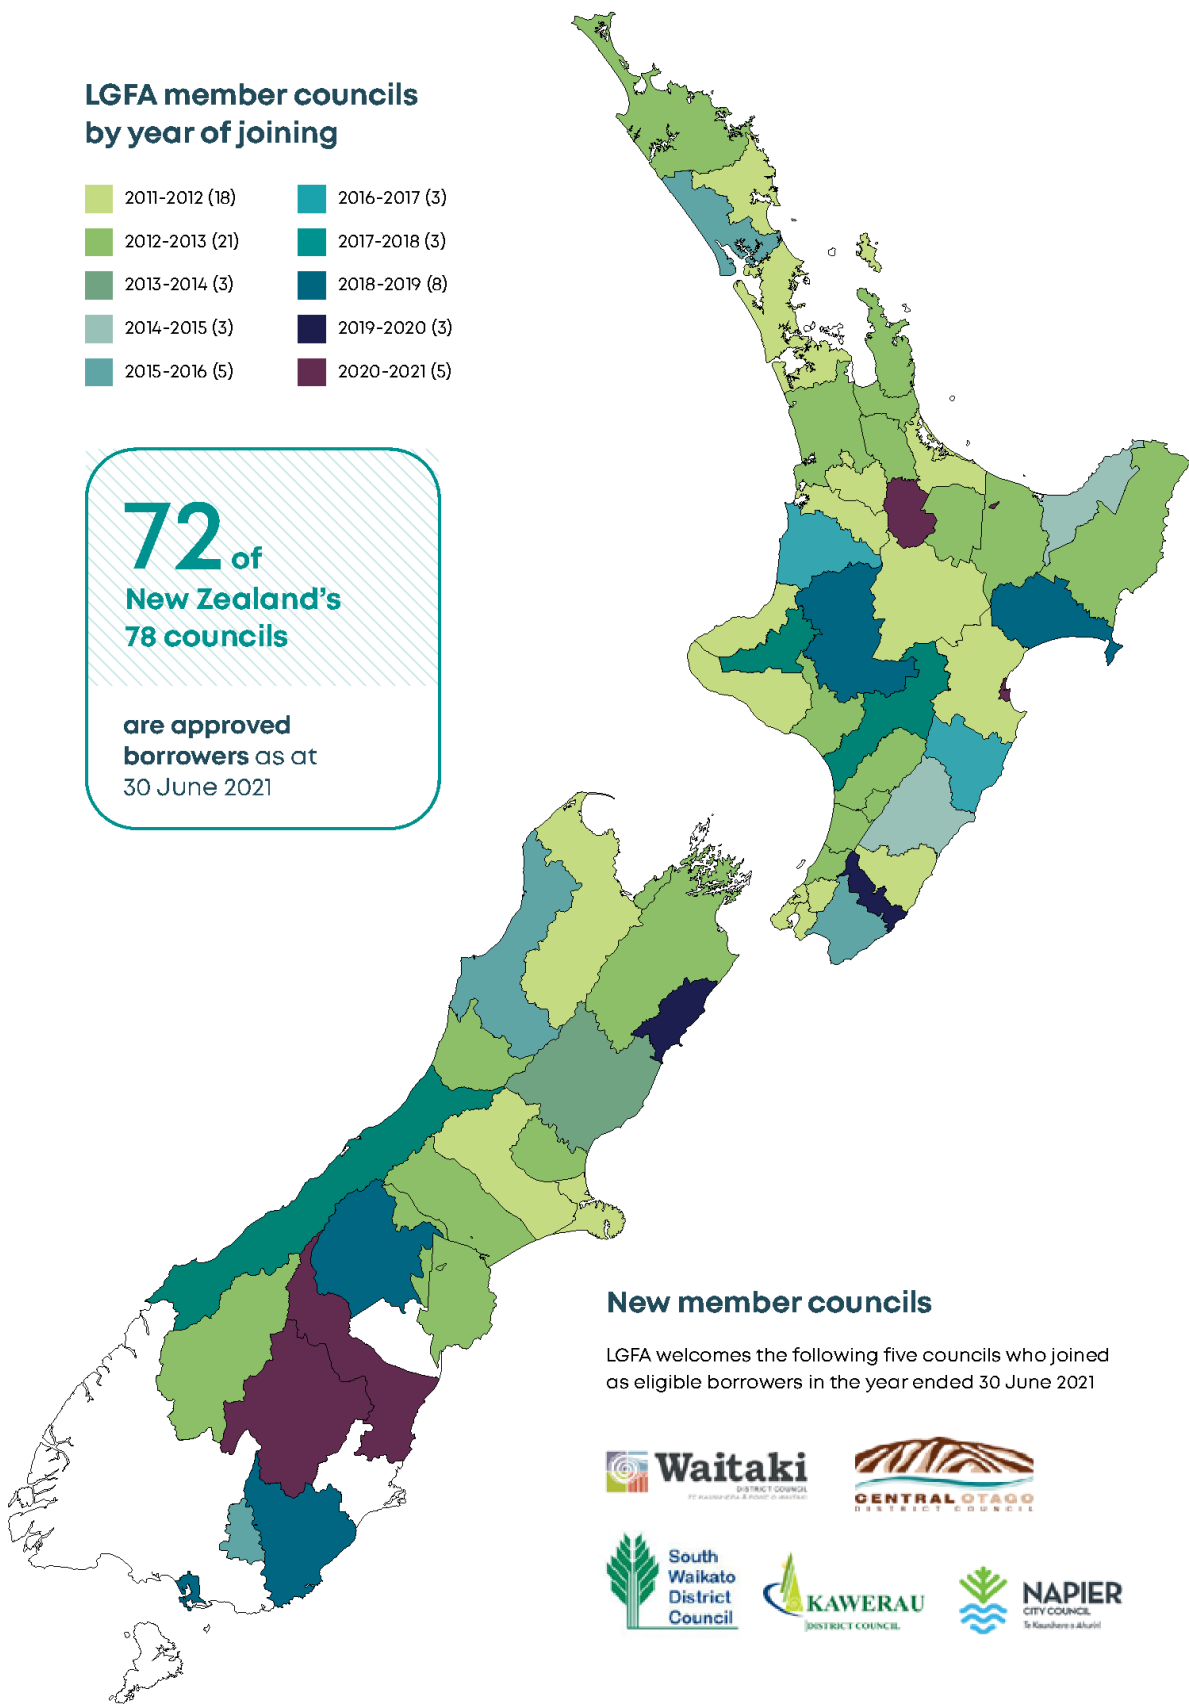 LGFA member councils
by year of joining
2011-2012 (18)
2012-2013 (21)
2013-2014 (3)
2014-2015 (3)
2015-2016 (5)
2016-2017 (3)
2017-2018 (3)
2018-2019 (8)
2019-2020 (3)
2020-2021 (5)
72 of
New Zealand's
78 councils
are approved
borrowers as at
30 June 2021
New member councils
LGFA welcomes the following five councils who joined
as eligible borrowers in the year ended 30 June 2021
Waitaki
DISTRICT COUNCIL
CENTRAL OTAGO
DISTRICT COUNCIL
South
Waikato
District
Council
KAWERAU
DISTRICT COUNCIL
NAPIER
CITY COUNCIL
Te Kaunihera o Ahuriri